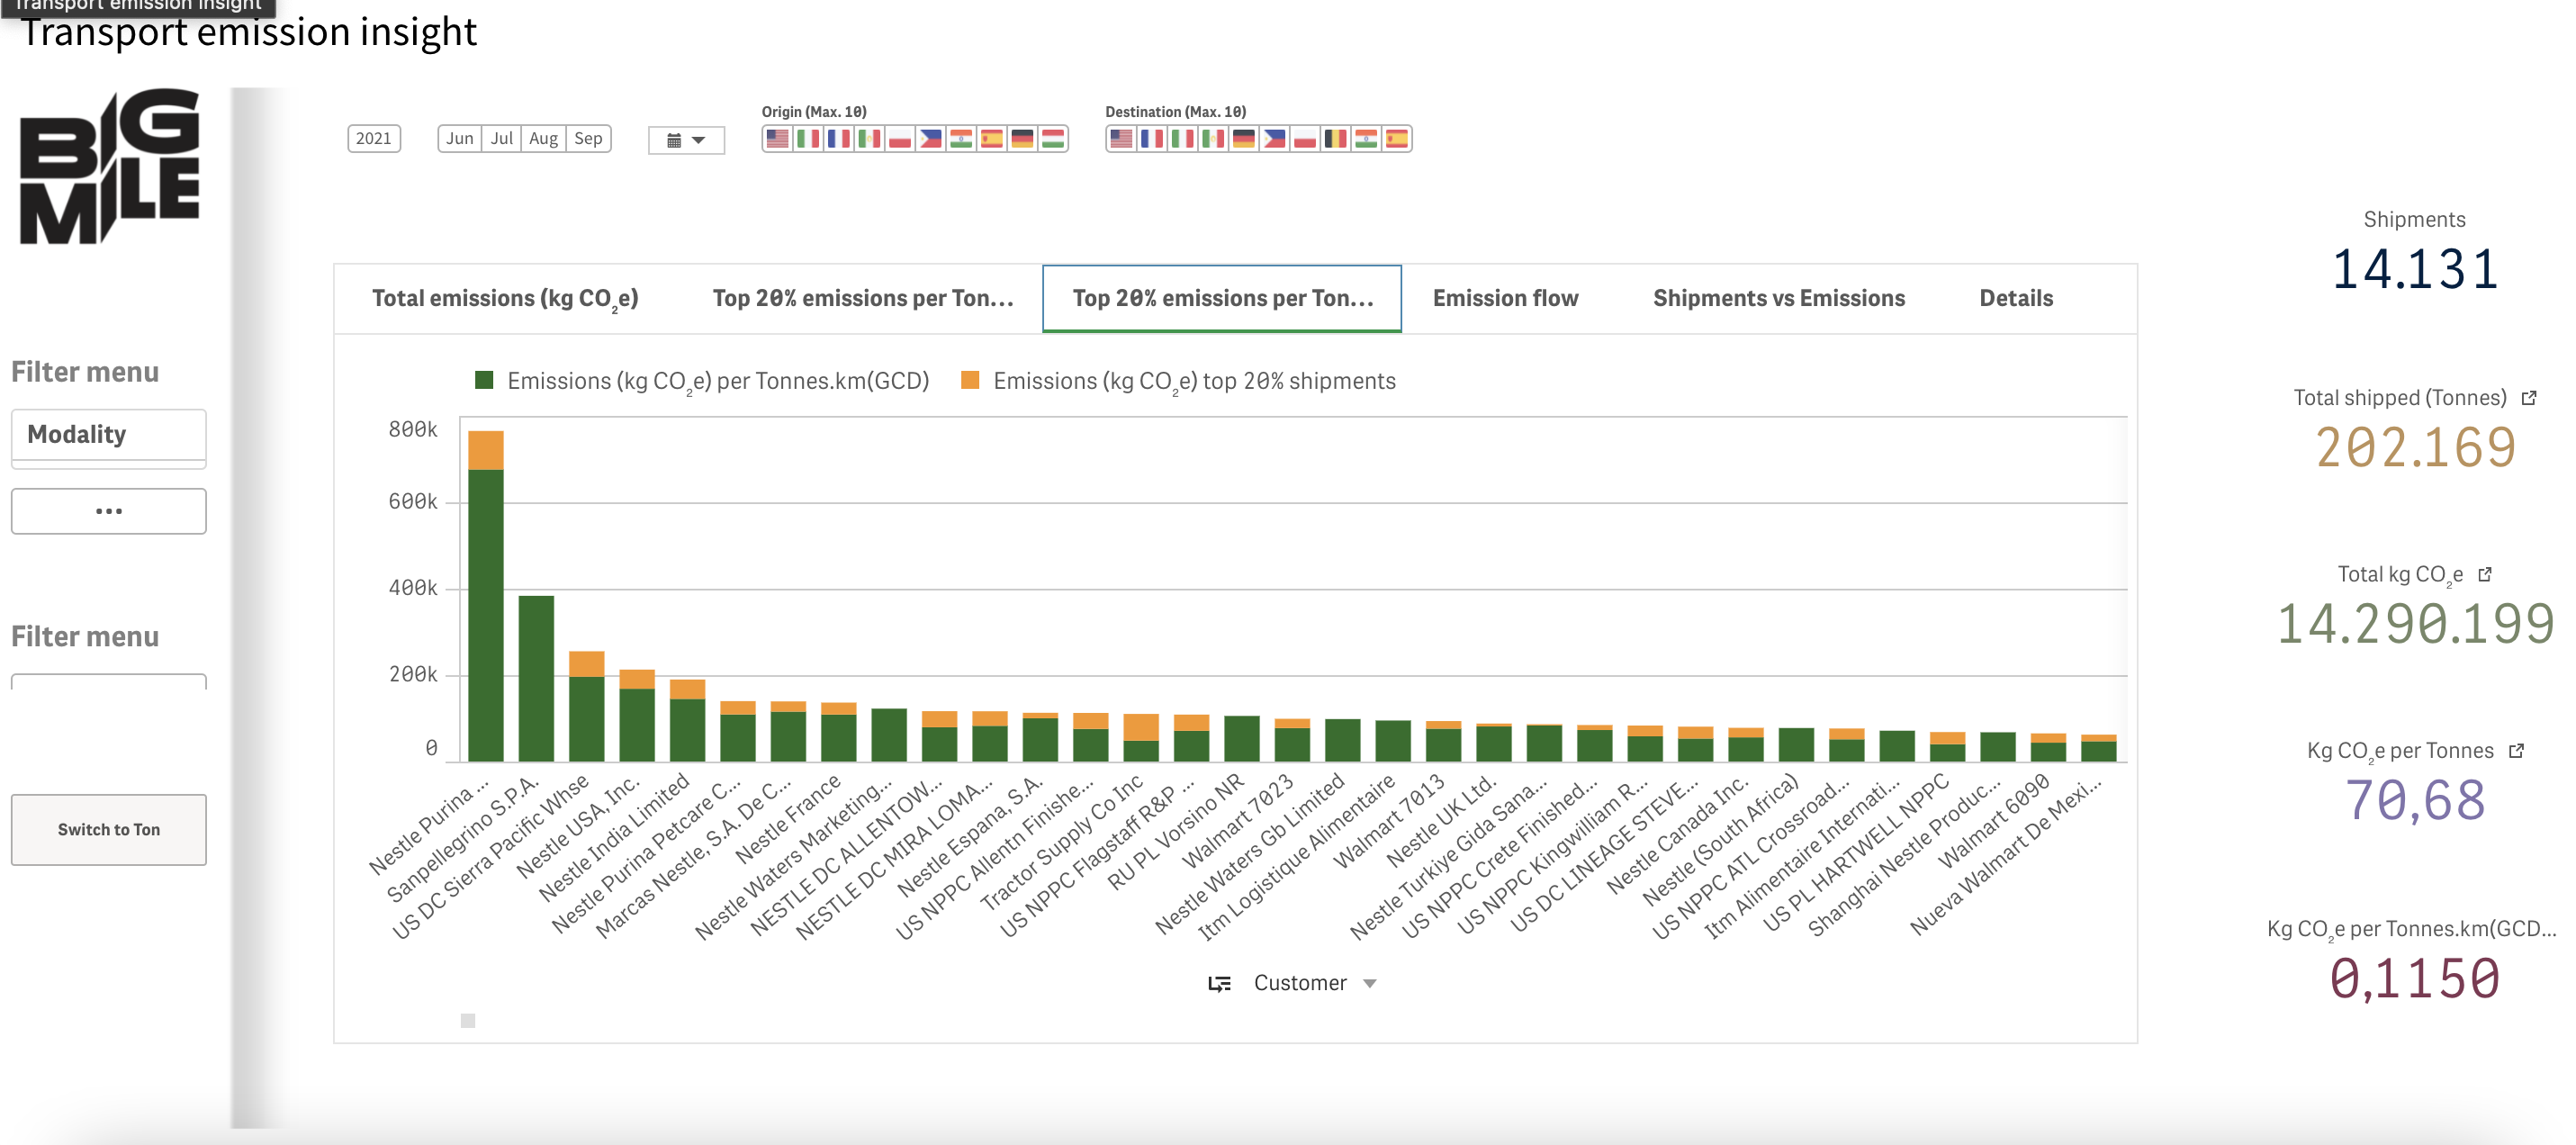 Transport emission insight
Transport emission insight
BIG
MILE
2021
Jun Jul Aug Sep
Origin (Max. 10)
Destination (Max. 10)
Filter menu
Modality
...
Filter menu
Switch to Ton
Total emissions (kg CO₂e) Top 20% emissions per Ton... Top 20% emissions per Ton... Emission flow Shipments vs Emissions Details
Emissions (kg CO₂e) per Tonnes.km(GCD) Emissions (kg CO₂e) top 20% shipments
800k
600k
400k
200k
0
Nestle Purina ...
Sanpellegrino S.P.A.
US DC Sierra Pacific Whse
Nestle USA, Inc.
Nestle India Limited
Nestle Purina Petcare C...
Marcas Nestle, S.A. De C...
Nestle France
Nestle Waters Marketing...
NESTLE DC ALLENTOW...
NESTLE DC MIRA LOMA...
Nestle Espana, S.A.
US NPPC Allentn Finishe...
Tractor Supply Co Inc
US NPPC Flagstaff R&P ...
RU PL Vorsino NR
Walmart 7023
Nestle Waters Gb Limited
Itm Logistique Alimentaire
Walmart 7013
Nestle UK Ltd.
Nestle Turkiye Gida Sana...
US NPPC Crete Finished...
US NPPC Kingwilliam R...
US DC LINEAGE STEVE...
Nestle Canada Inc.
Nestle (South Africa)
US NPPC ATL Crossroad...
Itm Alimentaire Internati...
US PL HARTWELL NPPC
Shanghai Nestle Produc...
Walmart 6090
Nueva Walmart De Mexi...
Customer
Shipments
14.131
Total shipped (Tonnes)
202.169
Total kg CO₂e
14.290.199
Kg CO₂e per Tonnes
70,68
Kg CO₂e per Tonnes.km(GCD...
0,1150